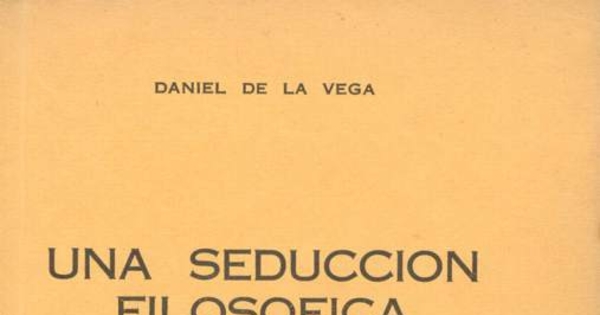 DANIEL DE LA VEGA
UNA SEDUCCION
FILOSOFICA